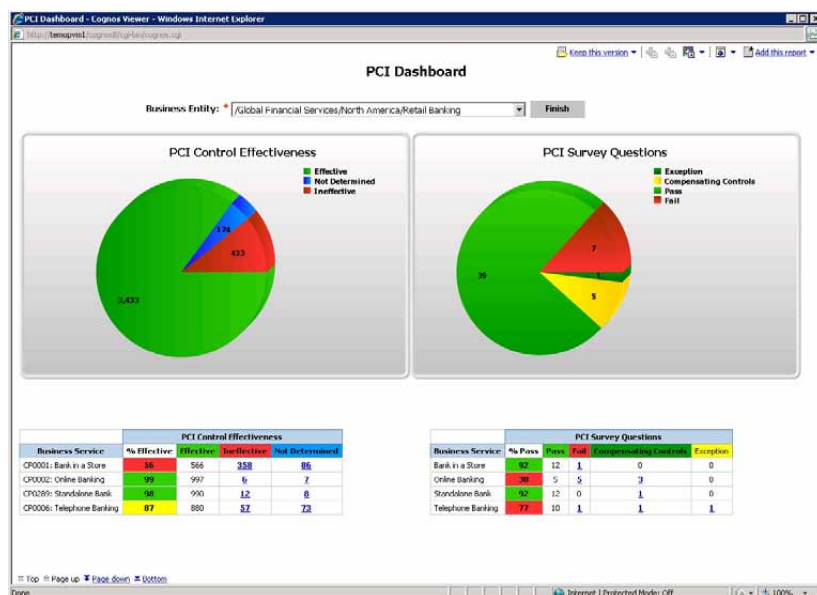 PCI Dashboard - Cognos Viewer - Windows Internet Explorer
Keep this version Add this report
PCI Dashboard
Business Entity: * /Global Financial Services/North America/Retail Banking Finish
PCI Control Effectiveness
Effective
Not Determined
Ineffective
174
433
3,433
PCI Survey Questions
Exception
Compensating Controls
Pass
Fail
7
39
1
5
PCI Control Effectiveness
Business Service % Effective Effective Ineffective Not Determined
CP0001: Bank in a Store 56 566 358 86
CP0002: Online Banking 99 997 6 7
CP0289: Standalone Bank 98 990 12 8
CP0006: Telephone Banking 87 880 57 73
PCI Survey Questions
Business Service % Pass Pass Fail Compensating Controls Exception
Bank in a Store 92 12 1 0 0
Online Banking 38 5 5 3 0
Standalone Bank 92 12 0 1 0
Telephone Banking 77 10 1 1 1
Top Page up Page down Bottom
Done Internet | Protected Mode: Off 100%